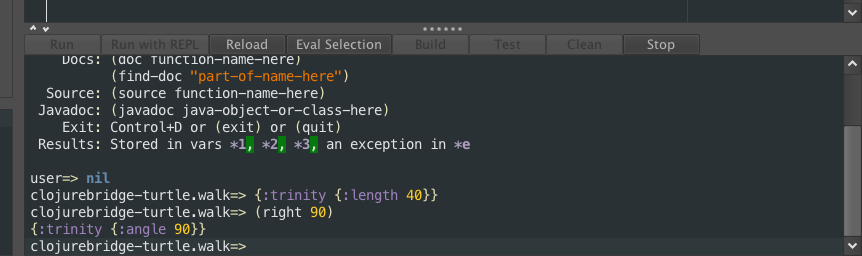 Run Run with REPL Reload Eval Selection Build Test Clean Stop
Docs: (doc function-name-here)
(find-doc "part-of-name-here")
Source: (source function-name-here)
Javadoc: (javadoc java-object-or-class-here)
Exit: Control+D or (exit) or (quit)
Results: Stored in vars *1, *2, *3, an exception in *e
user=> nil
clojurebridge-turtle.walk=> {:trinity {:length 40}}
clojurebridge-turtle.walk=> (right 90)
{:trinity {:angle 90}}
clojurebridge-turtle.walk=>